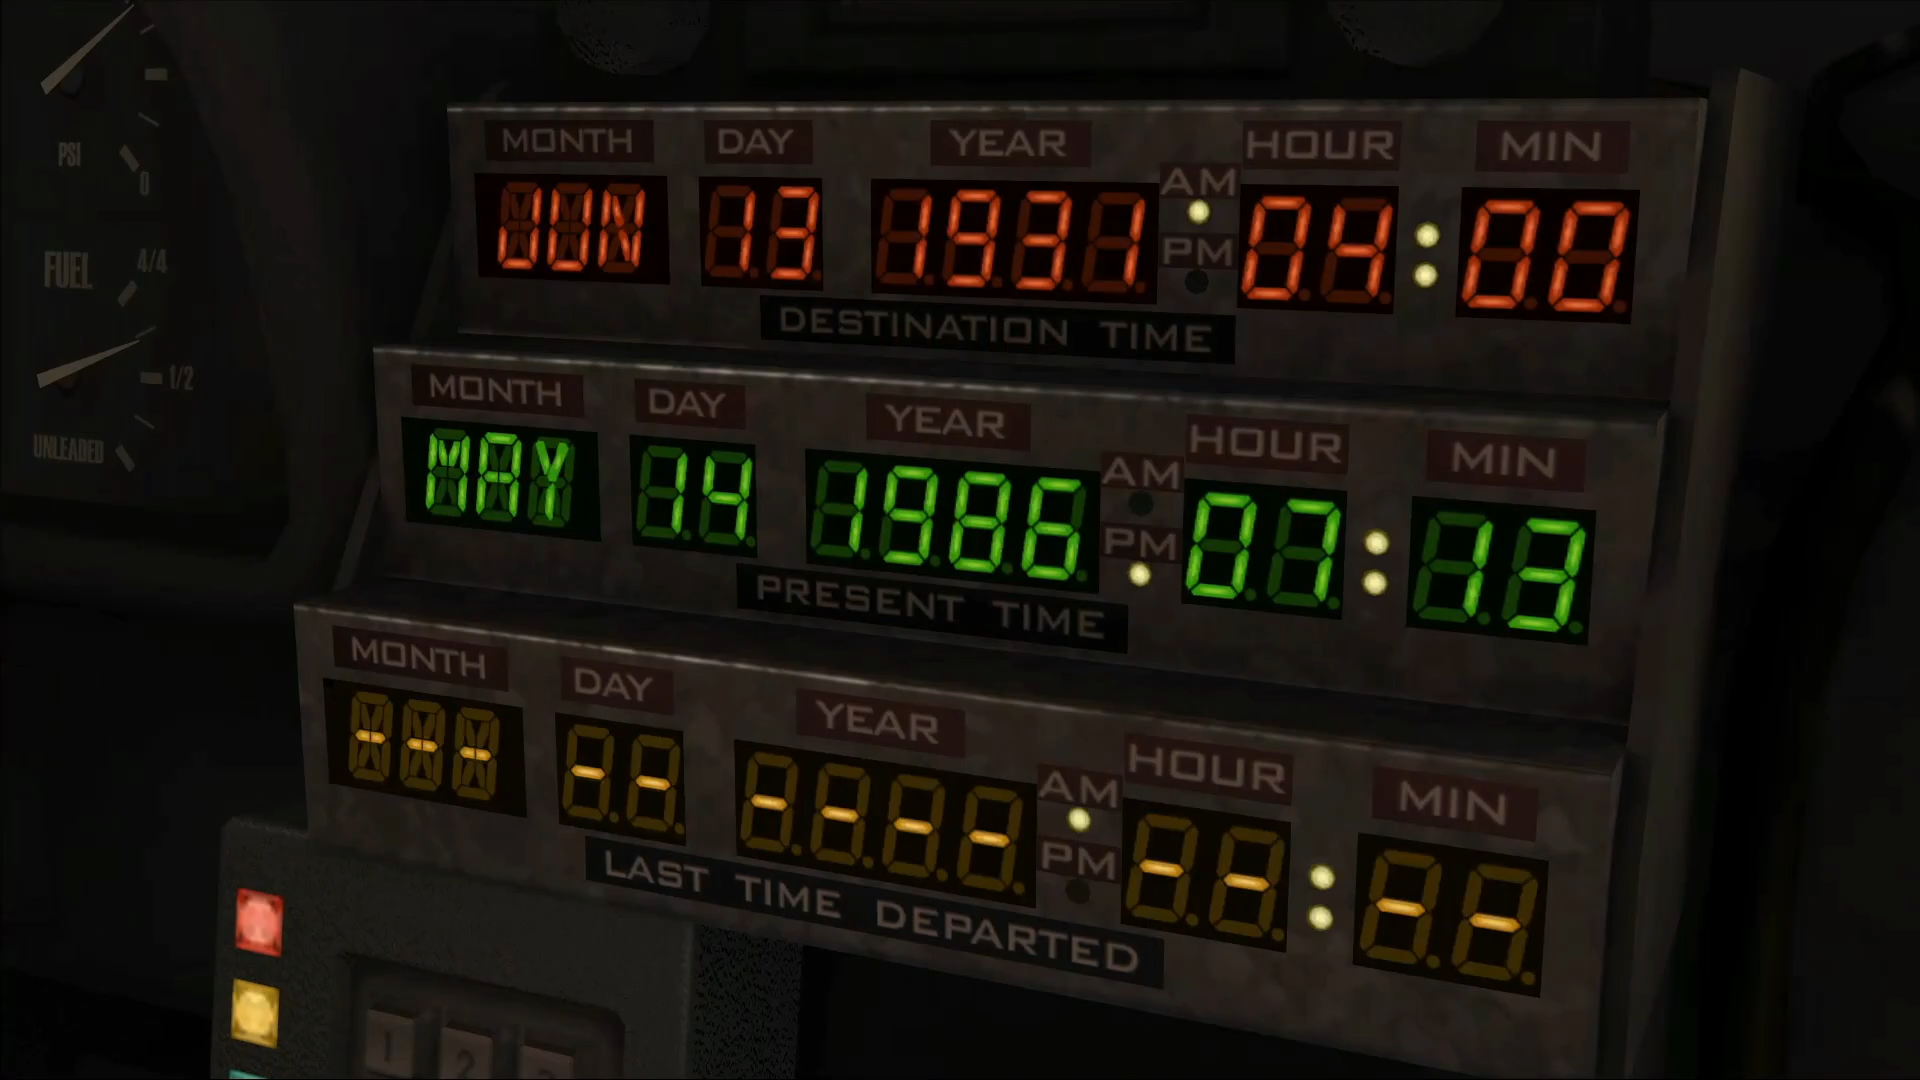 PSI
0
FUEL
4/4
1/2
UNLEADED
MONTH DAY YEAR AM PM HOUR MIN
JUN 13 1931 04 : 00
DESTINATION TIME
MONTH DAY YEAR AM PM HOUR MIN
MAY 14 1986 07 : 13
PRESENT TIME
MONTH DAY YEAR AM PM HOUR MIN
--- -- ---- -- : --
LAST TIME DEPARTED
1 2